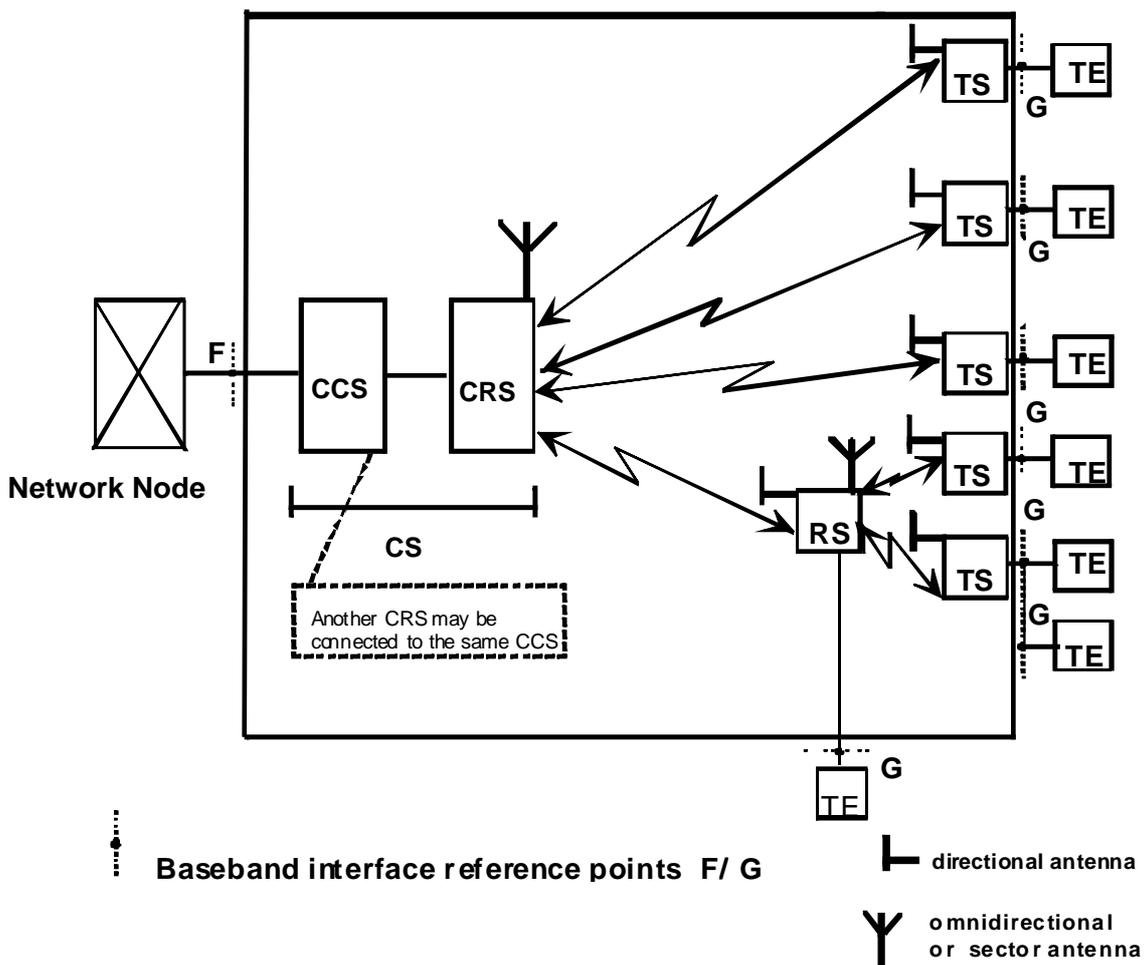 TS
TE
G
TS
TE
G
F
CCS
CRS
TS
TE
G
Network Node
TS
TE
G
RS
CS
TS
TE
G
Another CRS may be
connected to the same CCS
TE
G
TE
Baseband interface reference points F/ G
directional antenna
omnidirectional
or sector antenna